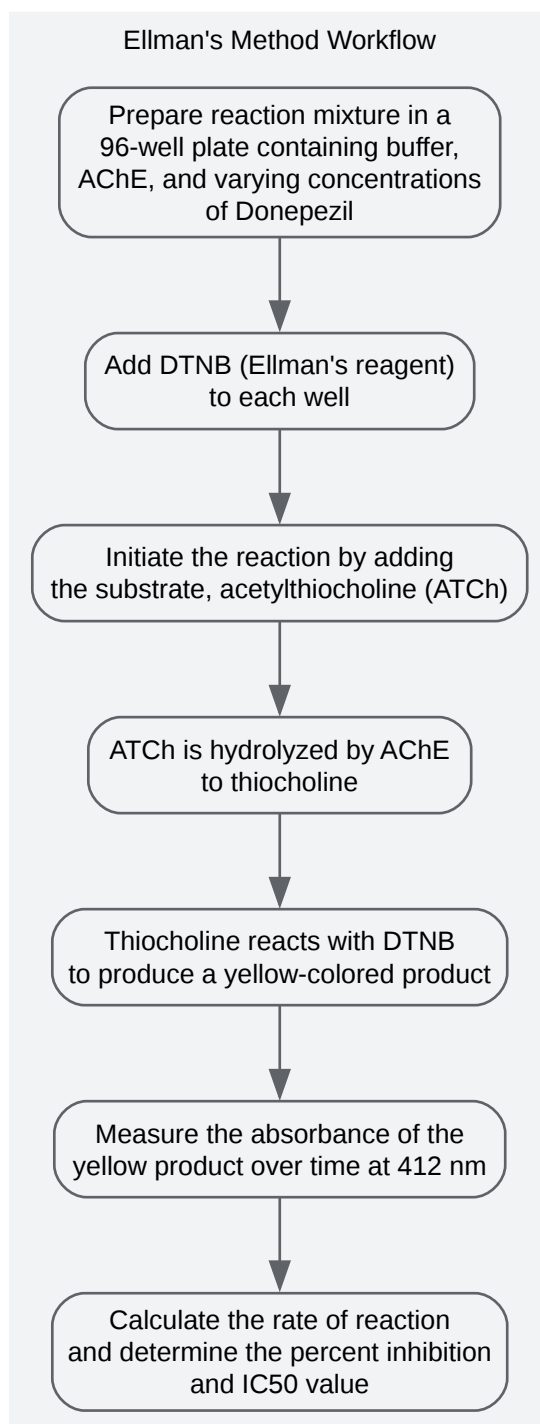 Ellman's Method Workflow
Prepare reaction mixture in a
96-well plate containing buffer,
AChE, and varying concentrations
of Donepezil
Add DTNB (Ellman's reagent)
to each well
Initiate the reaction by adding
the substrate, acetylthiocholine (ATCh)
ATCh is hydrolyzed by AChE
to thiocholine
Thiocholine reacts with DTNB
to produce a yellow-colored product
Measure the absorbance of the
yellow product over time at 412 nm
Calculate the rate of reaction
and determine the percent inhibition
and IC50 value